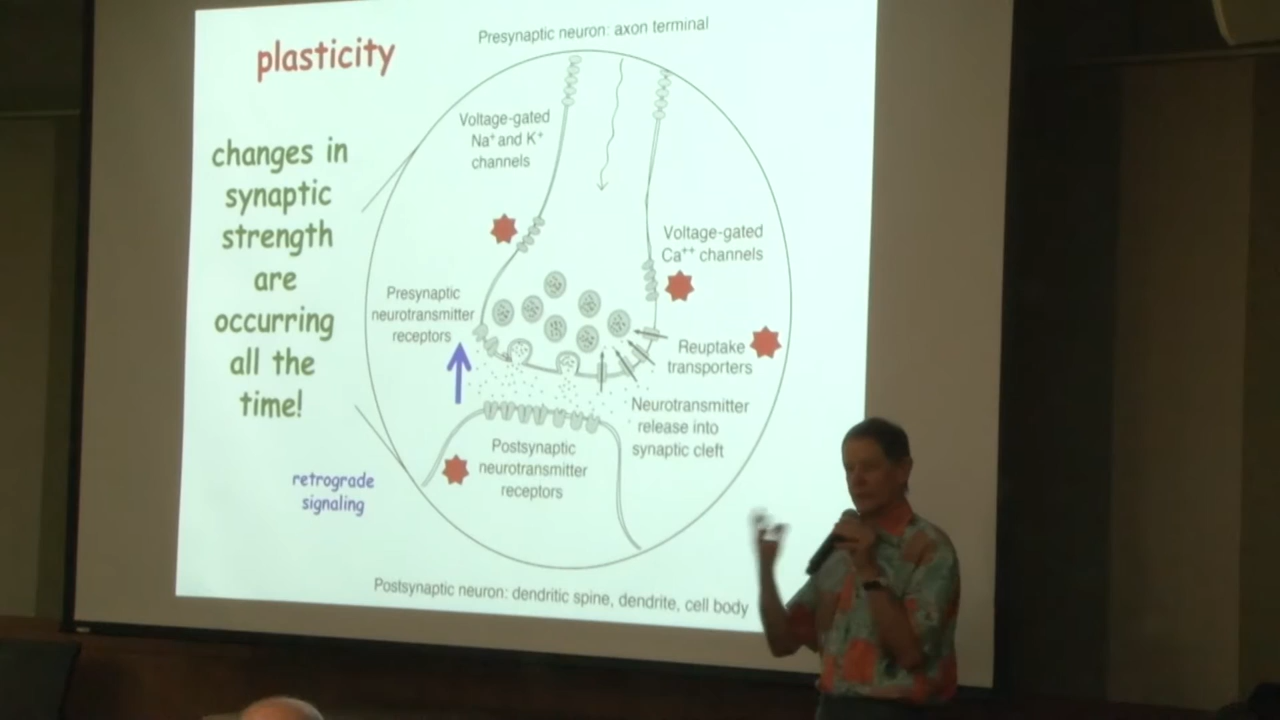 plasticity
changes in
synaptic
strength
are
occurring
all the
time!
retrograde
signaling
Presynaptic neuron: axon terminal
Voltage-gated
Na⁺ and K⁺
channels
Voltage-gated
Ca⁺⁺ channels
Presynaptic
neurotransmitter
receptors
Reuptake
transporters
Neurotransmitter
release into
synaptic cleft
Postsynaptic
neurotransmitter
receptors
Postsynaptic neuron: dendritic spine, dendrite, cell body